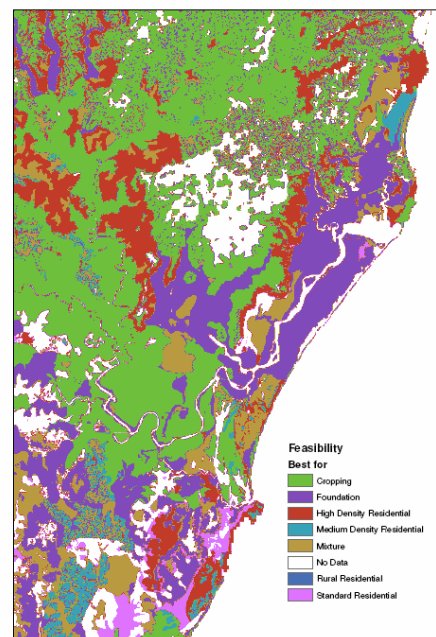 Feasibility
Best for
Cropping
Foundation
High Density Residential
Medium Density Residential
Mixture
No Data
Rural Residential
Standard Residential